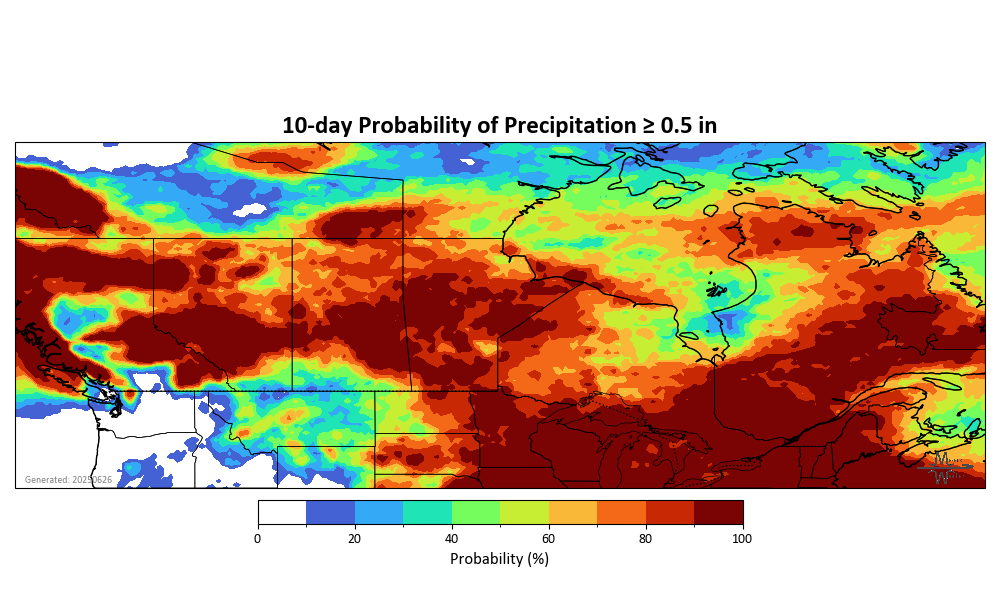 10-day Probability of Precipitation ≥ 0.5 in
Generated: 20250626
0 20 40 60 80 100
Probability (%)